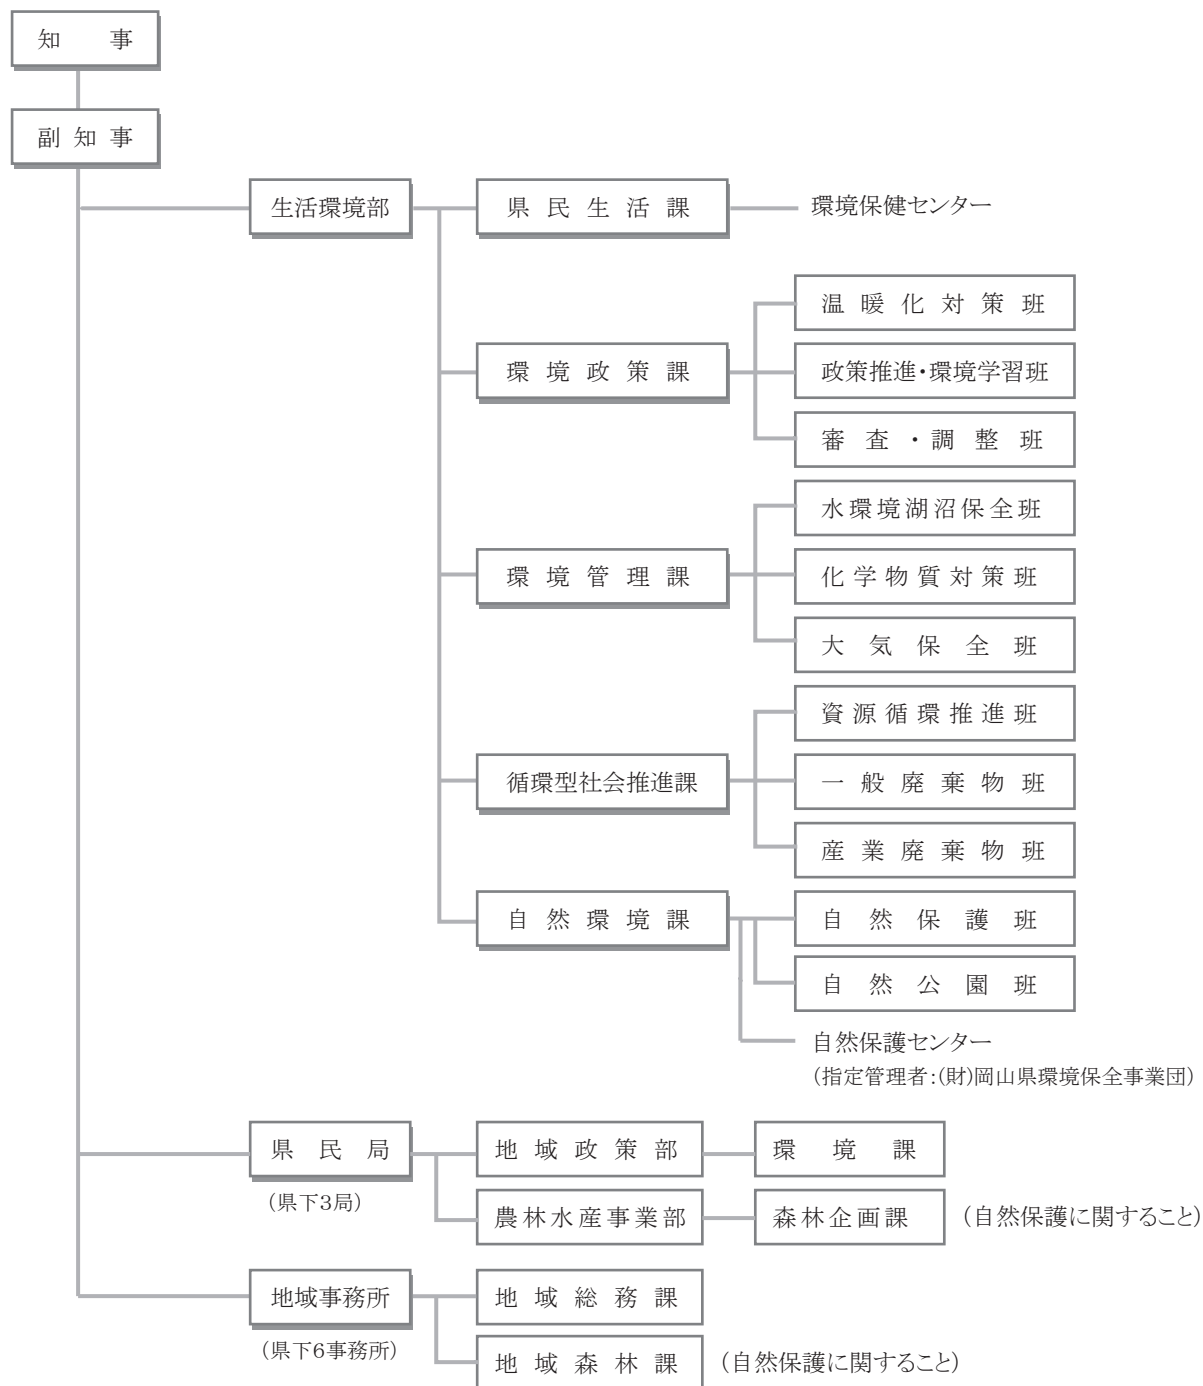 知事
副知事
生活環境部
県民生活課
環境保健センター
温暖化対策班
環境政策課
政策推進・環境学習班
審査・調整班
水環境湖沼保全班
環境管理課
化学物質対策班
大気保全班
資源循環推進班
循環型社会推進課
一般廃棄物班
産業廃棄物班
自然環境課
自然保護班
自然公園班
自然保護センター
(指定管理者:(財)岡山県環境保全事業団)
県民局
(県下3局)
地域政策部
環境課
農林水産事業部
森林企画課
(自然保護に関すること)
地域事務所
(県下6事務所)
地域総務課
地域森林課
(自然保護に関すること)